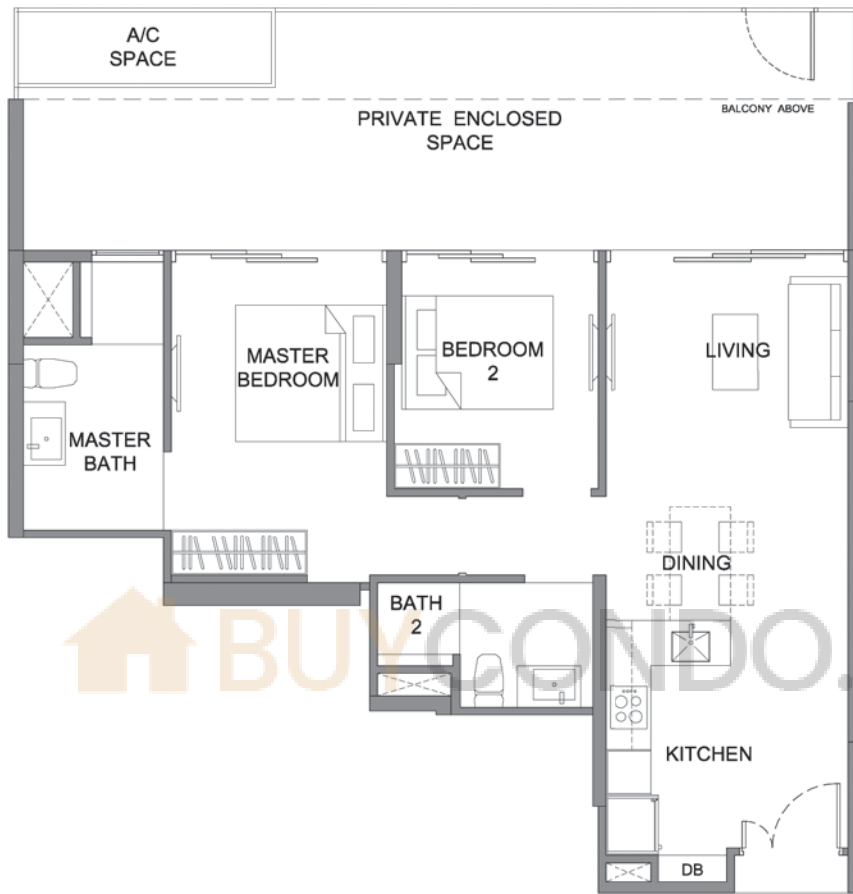 A/C
SPACE
BALCONY ABOVE
PRIVATE ENCLOSED
SPACE
MASTER
BEDROOM
BEDROOM
2
LIVING
MASTER
BATH
DINING
BATH
2
BUYCONDO.
KITCHEN
DB